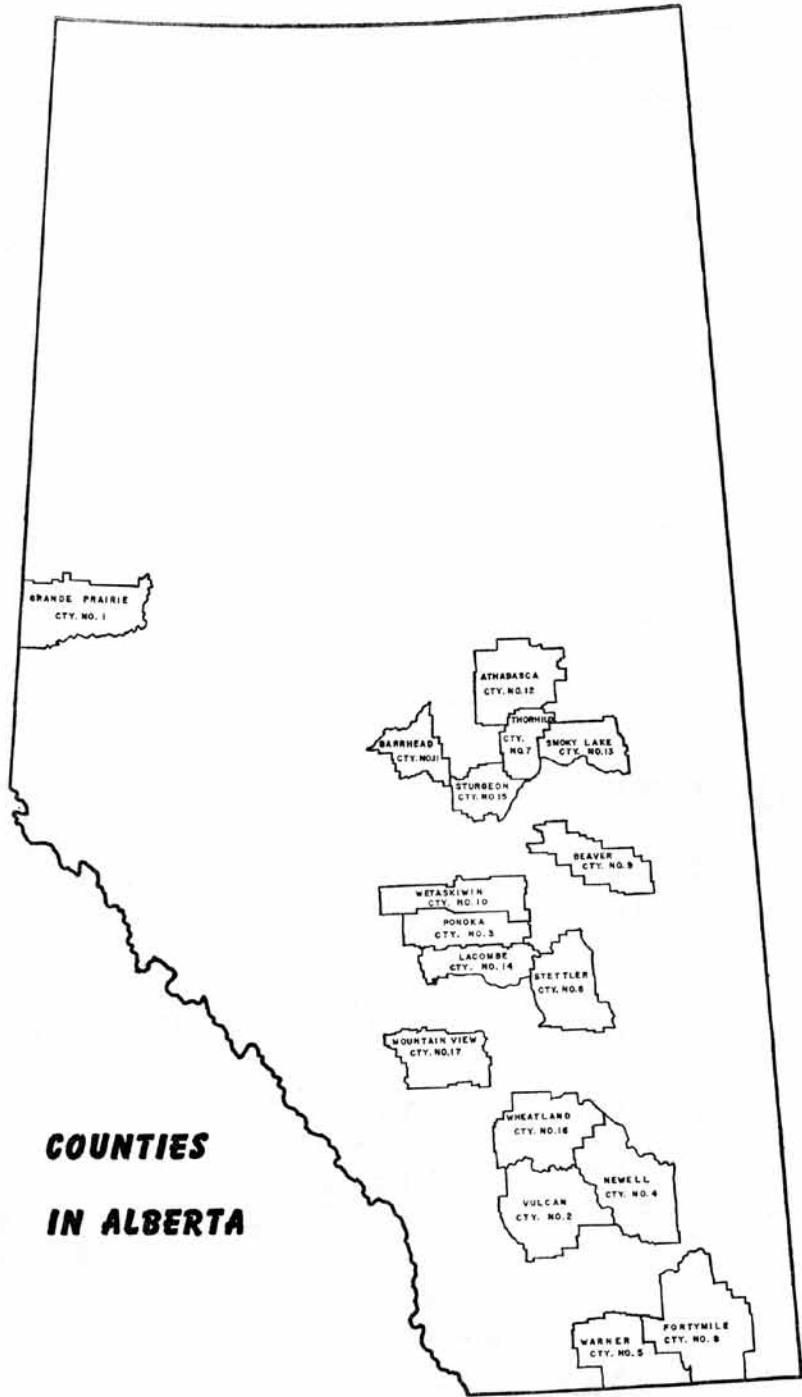 GRANDE PRAIRIE
CTY. NO. 1
ATHABASCA
CTY. NO. 12
THORHILD
CTY.
NO. 7
BARRHEAD
CTY. NO. 11
SMOKY LAKE
CTY. NO. 13
STURGEON
CTY. NO. 15
BEAVER
CTY. NO. 9
WETASKIWIN
CTY. NO. 10
PONOKA
CTY. NO. 3
LACOMBE
CTY. NO. 14
STETTLER
CTY. NO. 6
MOUNTAIN VIEW
CTY. NO. 17
WHEATLAND
CTY. NO. 16
NEWELL
CTY. NO. 4
VULCAN
CTY. NO. 2
COUNTIES
IN ALBERTA
FORTYMILE
CTY. NO. 8
WARNER
CTY. NO. 5